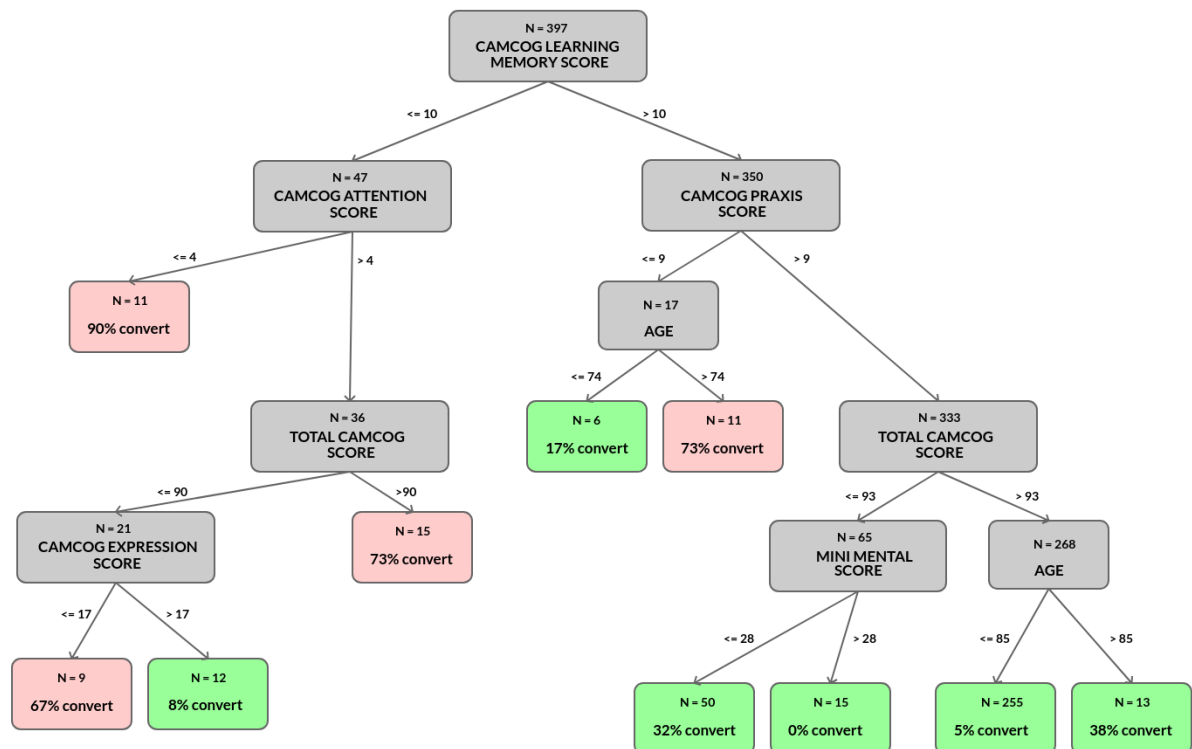 N = 397
CAMCOG LEARNING
MEMORY SCORE
<= 10
> 10
N = 47
CAMCOG ATTENTION
SCORE
N = 350
CAMCOG PRAXIS
SCORE
<= 4
> 4
<= 9
> 9
N = 11
90% convert
N = 17
AGE
<= 74
> 74
N = 36
TOTAL CAMCOG
SCORE
N = 6
17% convert
N = 11
73% convert
N = 333
TOTAL CAMCOG
SCORE
<= 90
>90
<= 93
> 93
N = 21
CAMCOG EXPRESSION
SCORE
N = 15
73% convert
N = 65
MINI MENTAL
SCORE
N = 268
AGE
<= 17
> 17
<= 28
> 28
<= 85
> 85
N = 9
67% convert
N = 12
8% convert
N = 50
32% convert
N = 15
0% convert
N = 255
5% convert
N = 13
38% convert